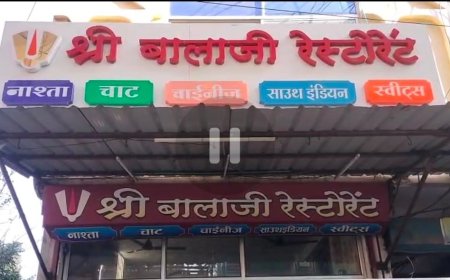 श्री बालाजी रेस्टोरेंट
नाश्ता चाट चाईनीज साउथ इंडियन स्वीट्स
श्री बालाजी रेस्टोरेंट
नाश्ता चाट चाईनीज साउथइंडियन स्वीट्स